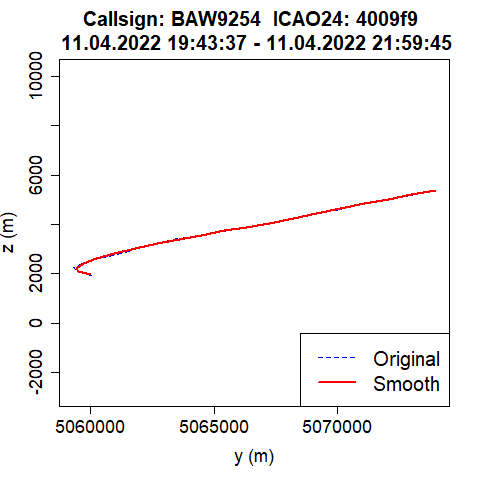 Callsign: BAW9254 ICAO24: 4009f9
11.04.2022 19:43:37 - 11.04.2022 21:59:45
10000
6000
2000
0
-2000
z (m)
Original
Smooth
5060000 5065000 5070000
y (m)